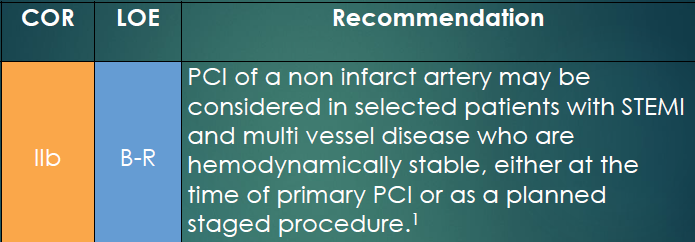 COR LOE Recommendation
PCI of a non infarct artery may be
considered in selected patients with STEMI
and multi vessel disease who are
IIb B-R hemodynamically stable, either at the
time of primary PCI or as a planned
staged procedure.¹